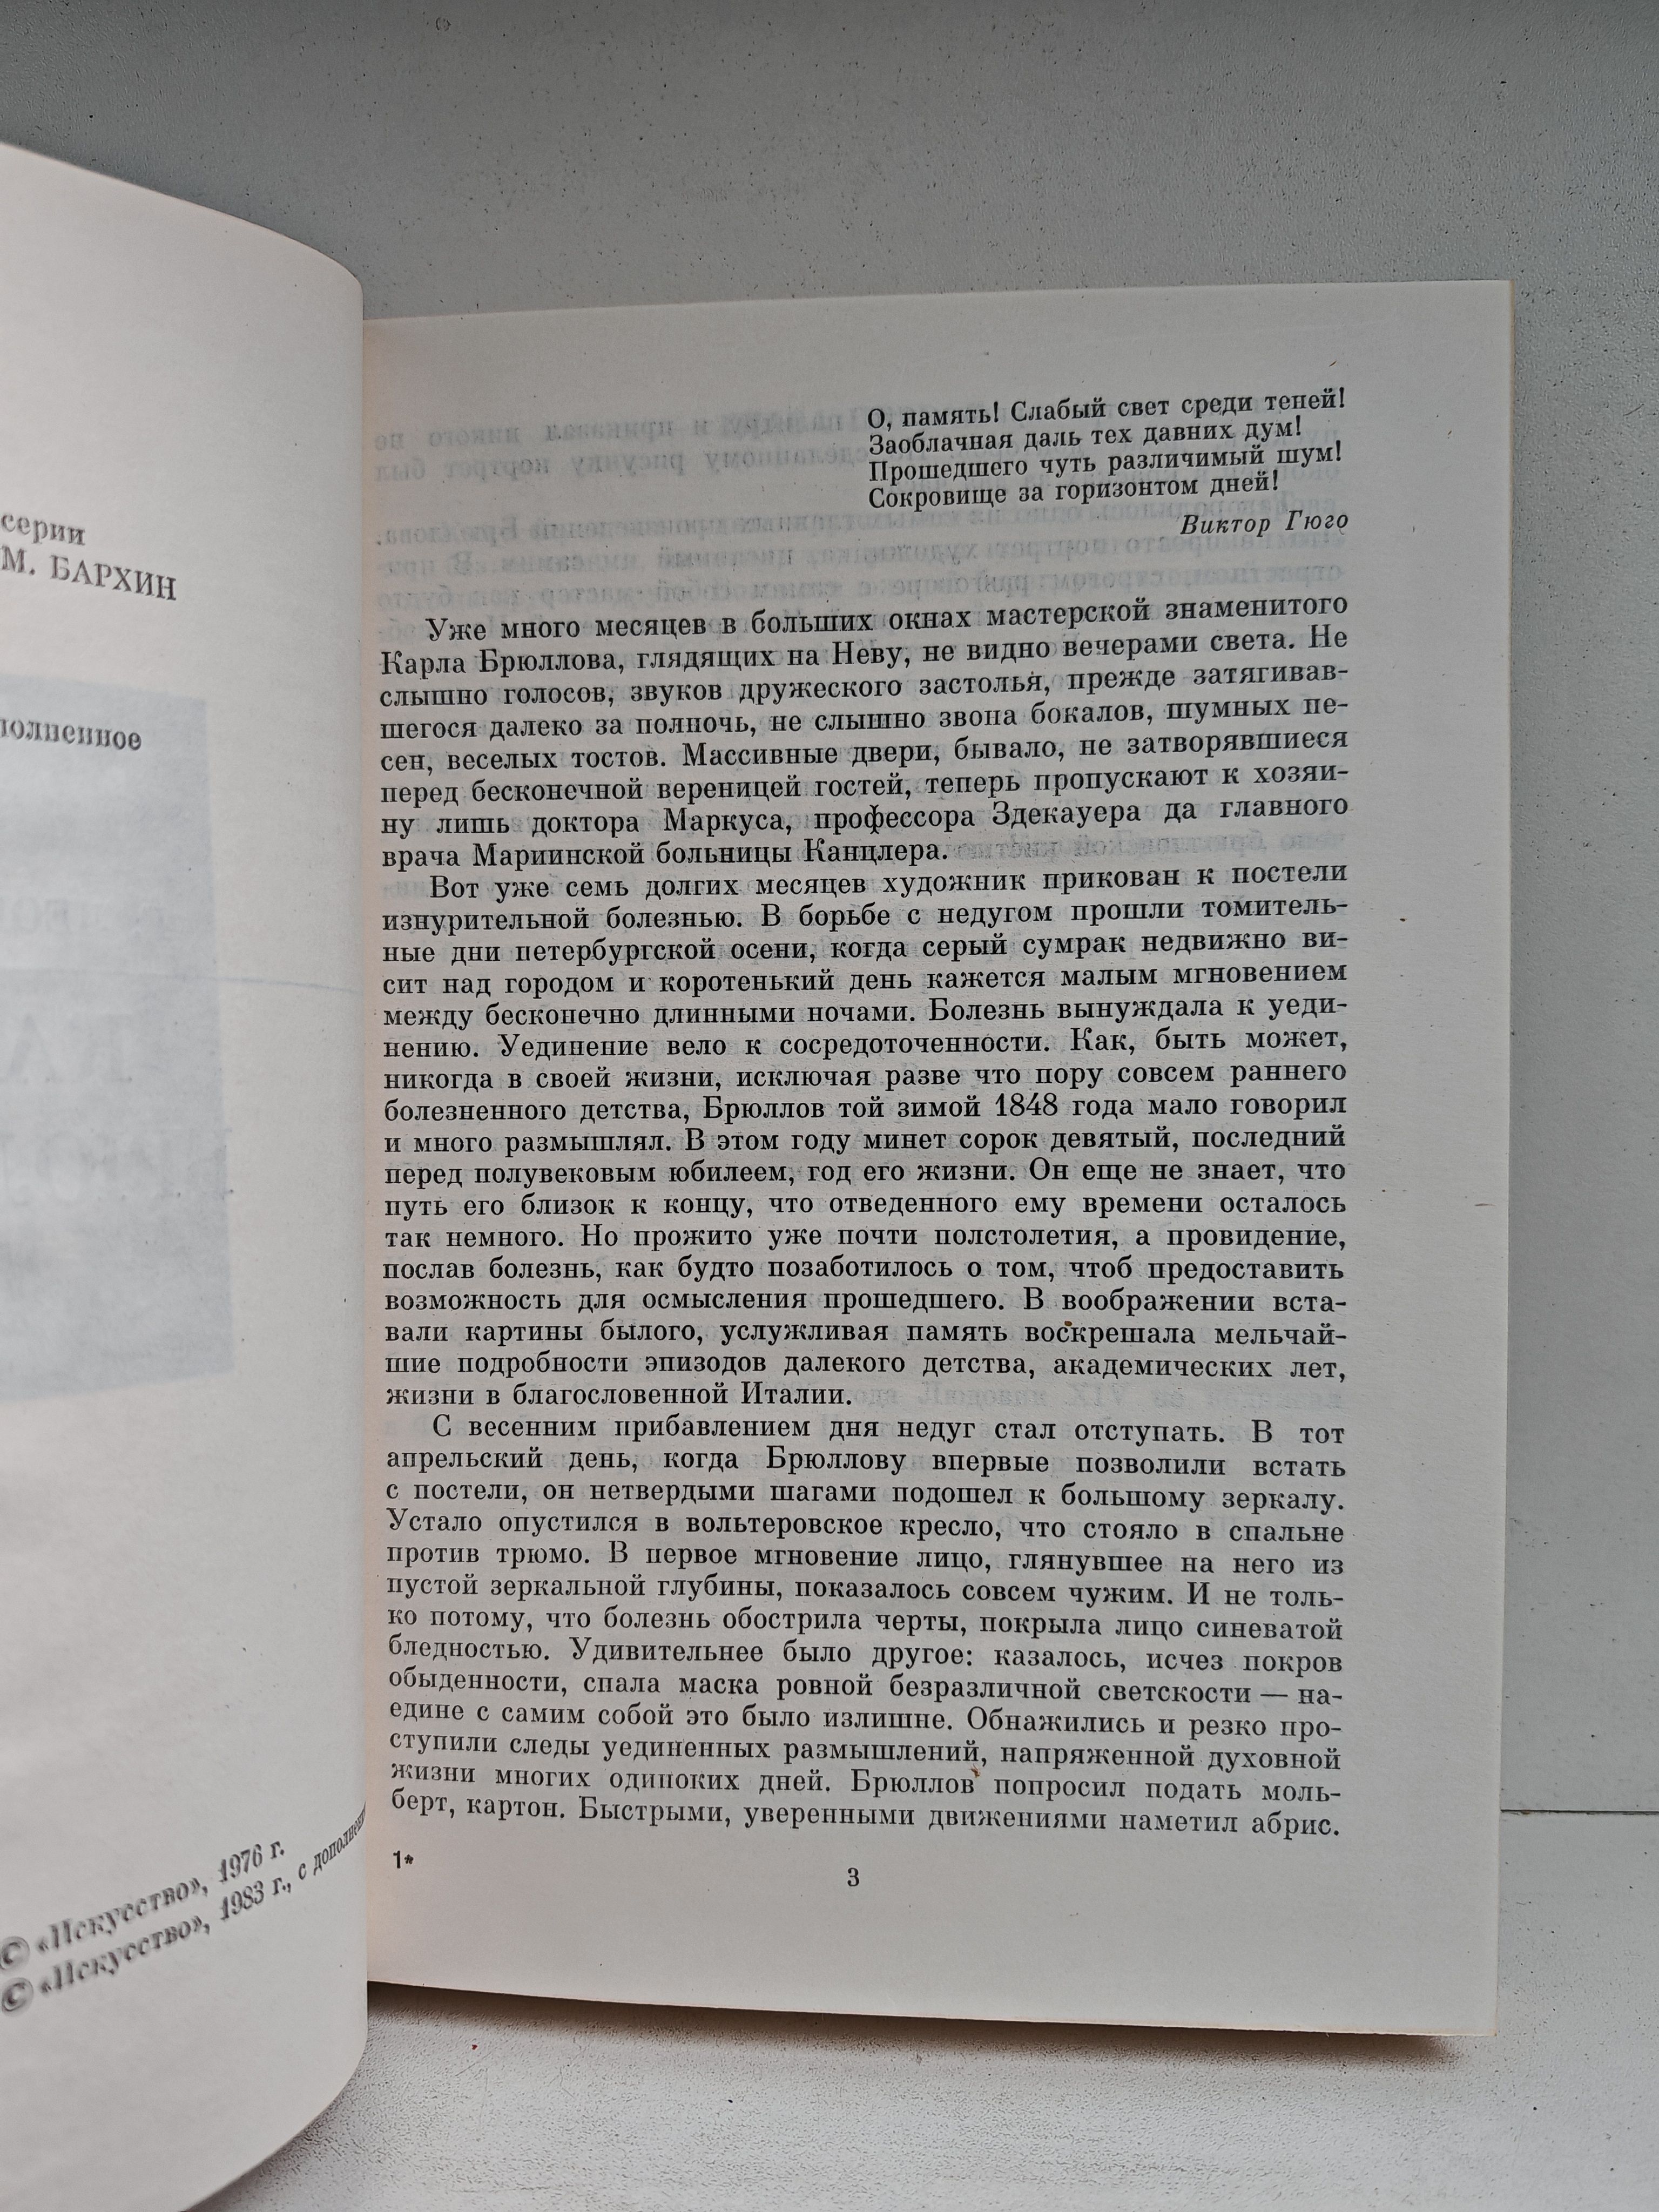 серии
М. БАРХИН
© «Искусство», 1976 г.
© «Искусство», 1983 г., с
О, память! Слабый свет среди теней!
Заоблачная даль тех давних дум!
Прошедшего чуть различимый шум!
Сокровище за горизонтом дней!
Виктор Гюго
Уже много месяцев в больших окнах мастерской знаменитого
Карла Брюллова, глядящих на Неву, не видно вечерами света. Не
слышно голосов, звуков дружеского застолья, прежде затягивав-
шегося далеко за полночь, не слышно звона бокалов, шумных пе-
сен, веселых тостов. Массивные двери, бывало, не затворявшиеся
перед бесконечной вереницей гостей, теперь пропускают к хозяи-
ну лишь доктора Маркуса, профессора Здекауера да главного
врача Мариинской больницы Канцлера.
Вот уже семь долгих месяцев художник прикован к постели
изнурительной болезнью. В борьбе с недугом прошли томитель-
ные дни петербургской осени, когда серый сумрак недвижно ви-
сит над городом и коротенький день кажется малым мгновением
между бесконечно длинными ночами. Болезнь вынуждала к уеди-
нению. Уединение вело к сосредоточенности. Как, быть может,
никогда в своей жизни, исключая разве что пору совсем раннего
болезненного детства, Брюллов той зимой 1848 года мало говорил
и много размышлял. В этом году минет сорок девятый, последний
перед полувековым юбилеем, год его жизни. Он еще не знает, что
путь его близок к концу, что отведенного ему времени осталось
так немного. Но прожито уже почти полстолетия, а провидение,
послав болезнь, как будто позаботилось о том, чтоб предоставить
возможность для осмысления прошедшего. В воображении вста-
вали картины былого, услужливая память воскрешала мельчай-
шие подробности эпизодов далекого детства, академических лет,
жизни в благословенной Италии.
С весенним прибавлением дня недуг стал отступать. В тот
апрельский день, когда Брюллову впервые позволили встать
с постели, он нетвердыми шагами подошел к большому зеркалу.
Устало опустился в вольтеровское кресло, что стояло в спальне
против трюмо. В первое мгновение лицо, глянувшее на него из
пустой зеркальной глубины, показалось совсем чужим. И не толь-
ко потому, что болезнь обострила черты, покрыла лицо синеватой
бледностью. Удивительнее было другое: казалось, исчез покров
обыденности, спала маска ровной безразличной светскости — на-
едине с самим собой это было излишне. Обнажились и резко про-
ступили следы уединенных размышлений, напряженной духовной
жизни многих одиноких дней. Брюллов попросил подать моль-
берт, картон. Быстрыми, уверенными движениями наметил абрис.
1*
3